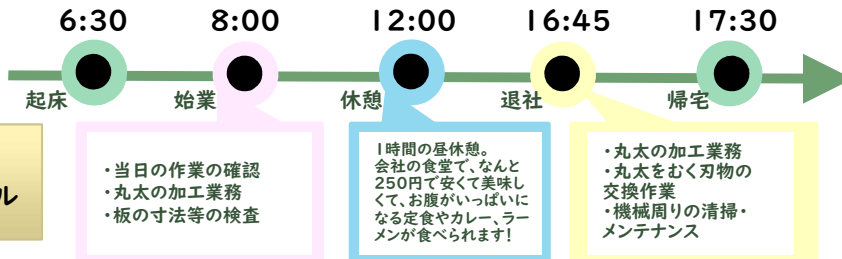 6:30
8:00
12:00
16:45
17:30
起床
始業
休憩
退社
帰宅
ル
・当日の作業の確認
・丸太の加工業務
・板の寸法等の検査
1時間の昼休憩。
会社の食堂で、なんと
250円で安くて美味し
くて、お腹がいっぱいに
なる定食やカレー、ラー
メンが食べられます!
・丸太の加工業務
・丸太をむく刃物の
交換作業
・機械周りの清掃・
メンテナンス